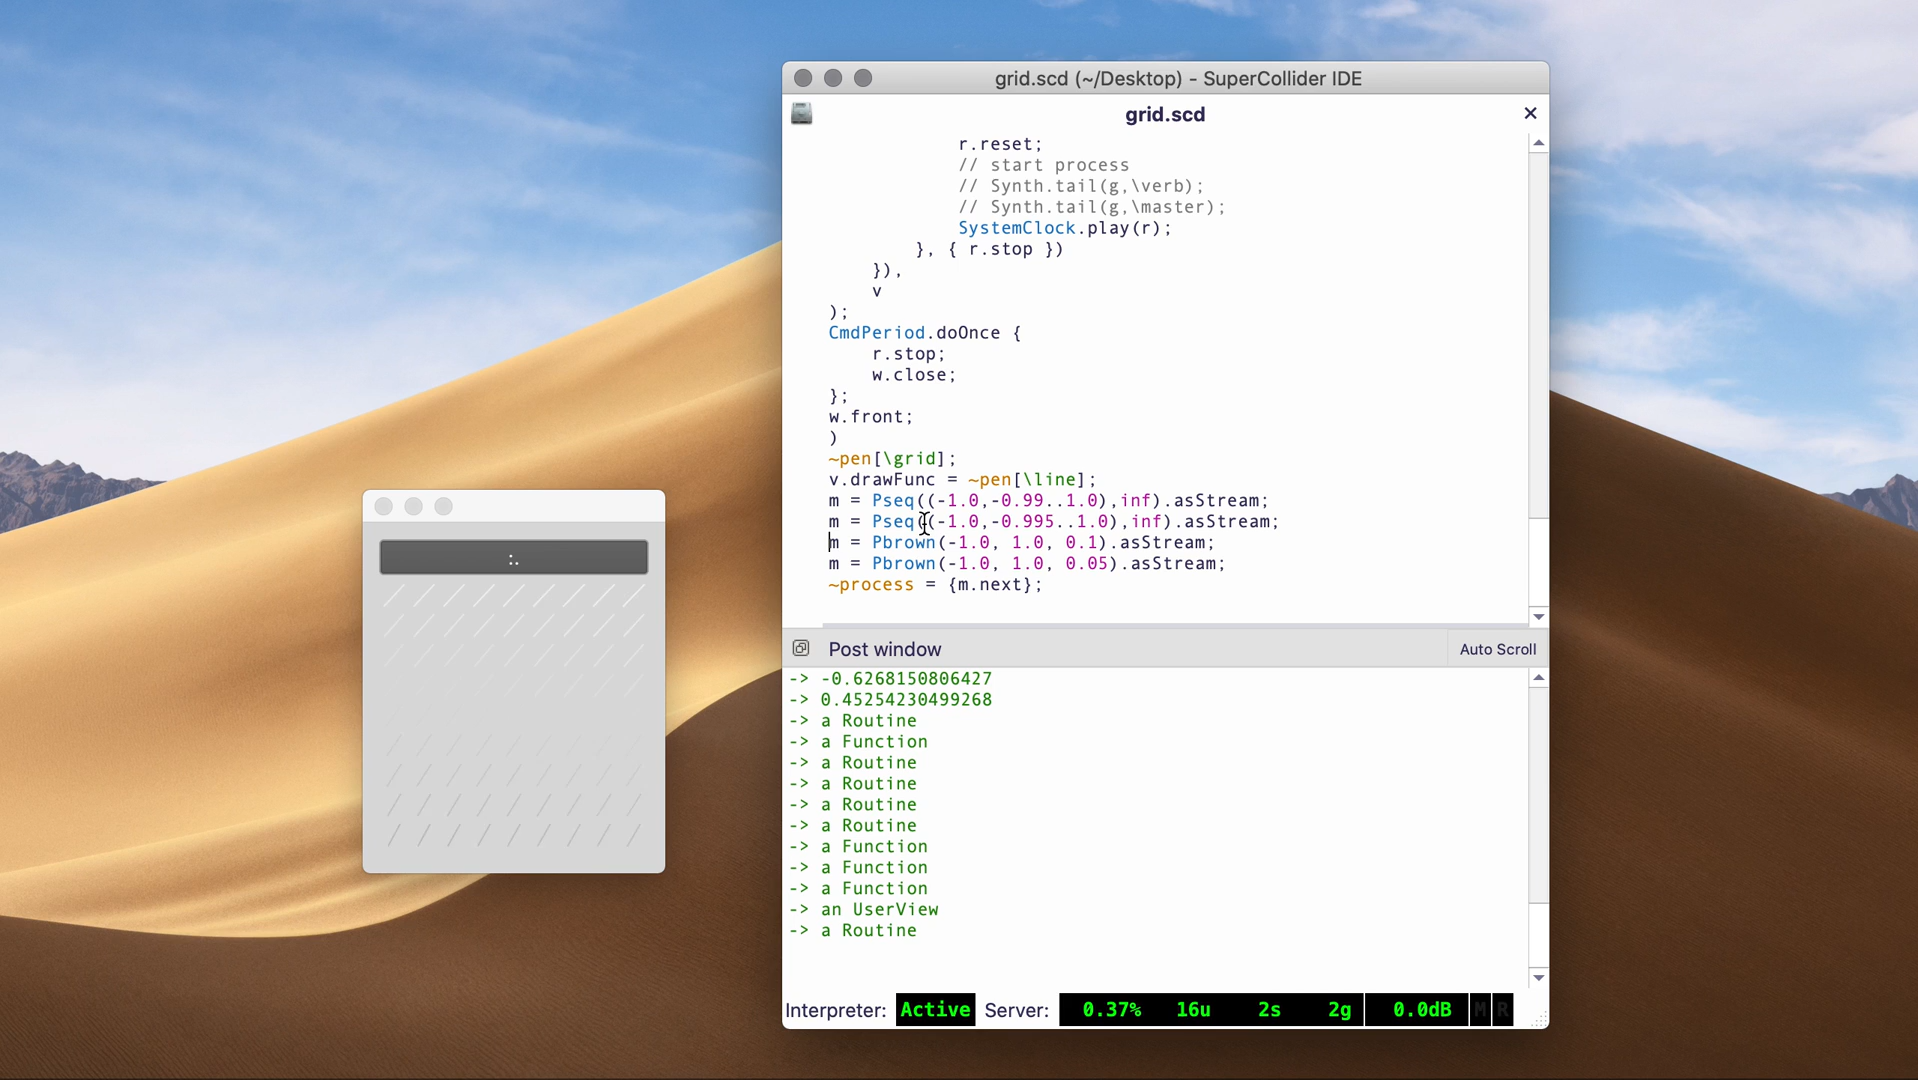 grid.scd (~/Desktop) - SuperCollider IDE
grid.scd
r.reset;
// start process
// Synth.tail(g,\verb);
// Synth.tail(g,\master);
SystemClock.play(r);
}, { r.stop })
}),
v
);
CmdPeriod.doOnce {
r.stop;
w.close;
};
w.front;
)
~pen[\grid];
v.drawFunc = ~pen[\line];
m = Pseq((-1.0,-0.99..1.0),inf).asStream;
m = Pseq((-1.0,-0.995..1.0),inf).asStream;
m = Pbrown(-1.0, 1.0, 0.1).asStream;
m = Pbrown(-1.0, 1.0, 0.05).asStream;
~process = {m.next};
:.
Post window
Auto Scroll
-> -0.6268150806427
-> 0.45254230499268
-> a Routine
-> a Function
-> a Routine
-> a Routine
-> a Routine
-> a Routine
-> a Function
-> a Function
-> a Function
-> an UserView
-> a Routine
Interpreter: Active Server: 0.37% 16u 2s 2g 0.0dB M R